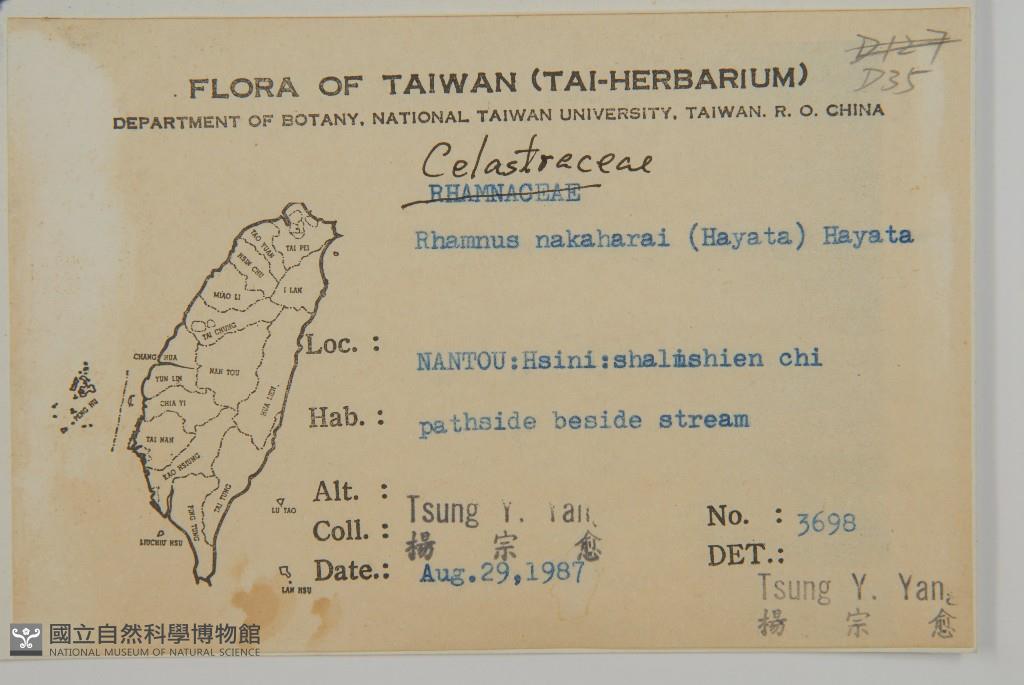 D127
D35
FLORA OF TAIWAN (TAI-HERBARIUM)
DEPARTMENT OF BOTANY, NATIONAL TAIWAN UNIVERSITY, TAIWAN. R. O. CHINA
Celastraceae
RHAMNACEAE
Rhamnus nakaharai (Hayata) Hayata
TAI PEI
TAO YUAN
HSIN CHU
I LAN
MIAO LI
TAI CHUNG
CHANG HUA
NAN TOU
YUN LIN
CHIA YI
HUA LIEN
PENG HU
TAI NAN
KAO HSIUNG
TAI TUNG
PING TUNG
LU TAO
LIUCHIU HSU
LAN HSU
Loc. : NANTOU:Hsini:shalishien chi
Hab. : pathside beside stream
Alt. :
Coll. : Tsung Y. Yang
楊 宗 愈
Date.: Aug.29,1987
No. : 3698
DET.:
Tsung Y. Yang
楊 宗 愈
國立自然科學博物館
NATIONAL MUSEUM OF NATURAL SCIENCE